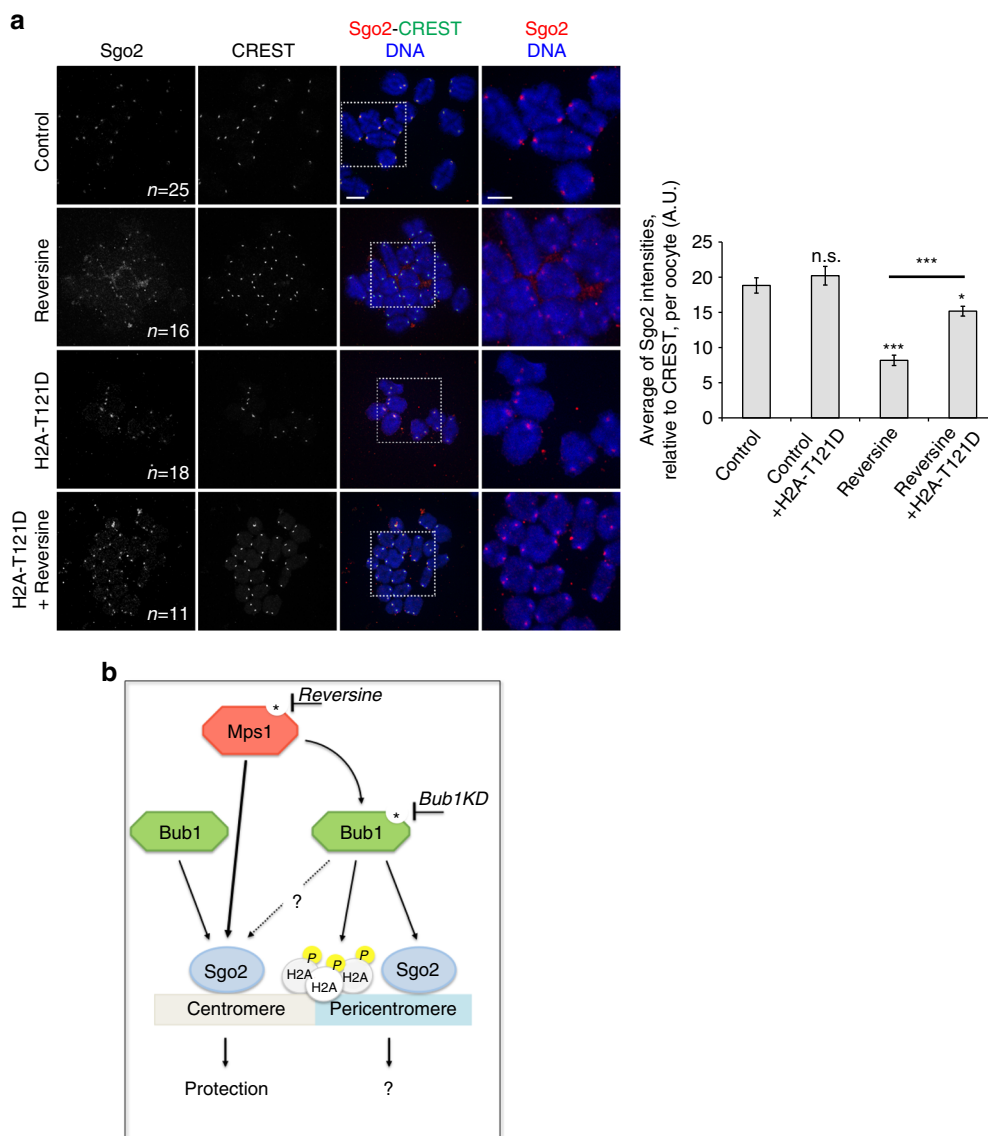 a
Sgo2
CREST
Sgo2-CREST
DNA
Sgo2
DNA
Control
n=25
Reversine
n=16
H2A-T121D
n=18
H2A-T121D
+ Reversine
n=11
Average of Sgo2 intensities,
relative to CREST, per oocyte (A.U.)
25
20
15
10
5
0
n.s.
***
***
*
Control
Control
+H2A-T121D
Reversine
Reversine
+H2A-T121D
b
Reversine
*
Mps1
Bub1KD
*
Bub1
Bub1
?
P
P
P
H2A
H2A
H2A
Sgo2
Sgo2
Centromere
Pericentromere
Protection
?